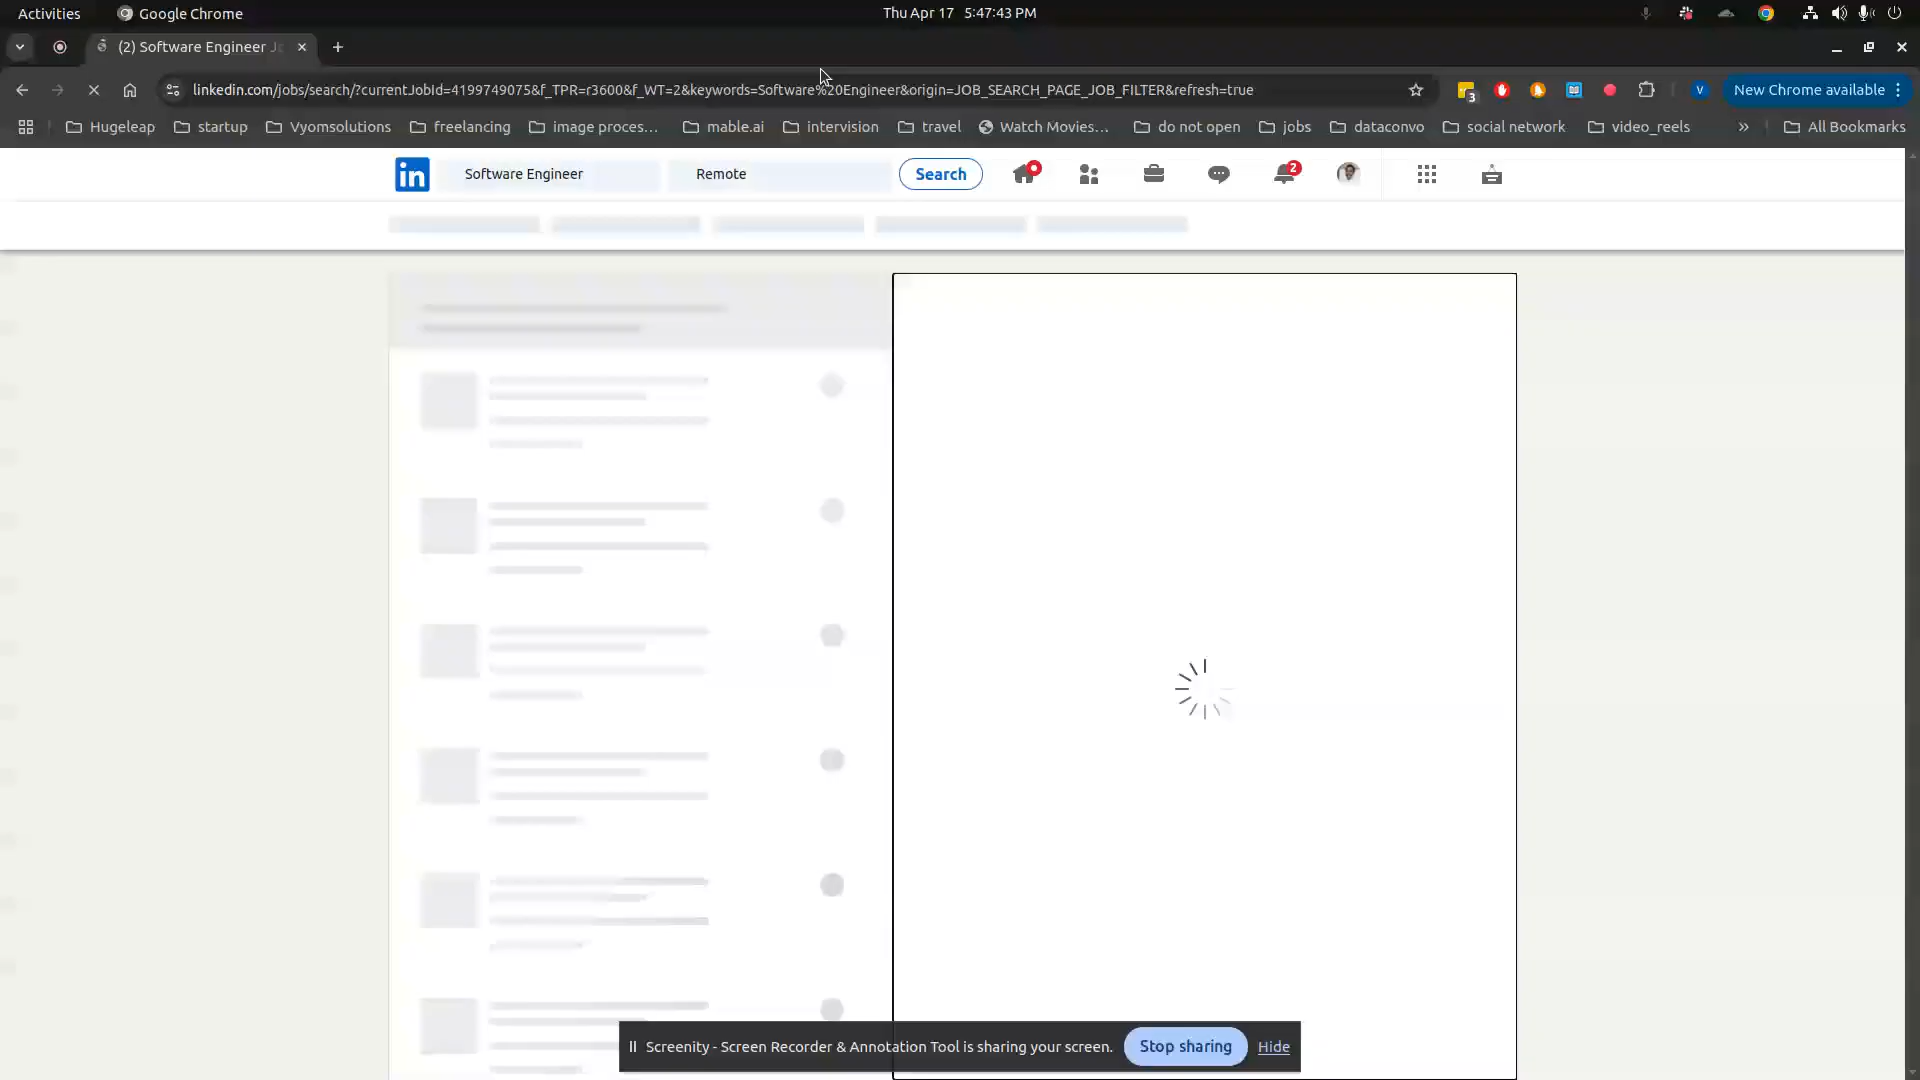 Activities
Google Chrome
Thu Apr 17 5:47:43 PM
(2) Software Engineer J
linkedin.com/jobs/search/?currentJobId=4199749075&f_TPR=r3600&f_WT=2&keywords=Software%20Engineer&origin=JOB_SEARCH_PAGE_JOB_FILTER&refresh=true
3
V
New Chrome available
Hugeleap
startup
Vyomsolutions
freelancing
image proces...
mable.ai
intervision
travel
Watch Movies...
do not open
jobs
dataconvo
social network
video_reels
All Bookmarks
in
Software Engineer
Remote
Search
2
Screenity - Screen Recorder & Annotation Tool is sharing your screen.
Stop sharing
Hide